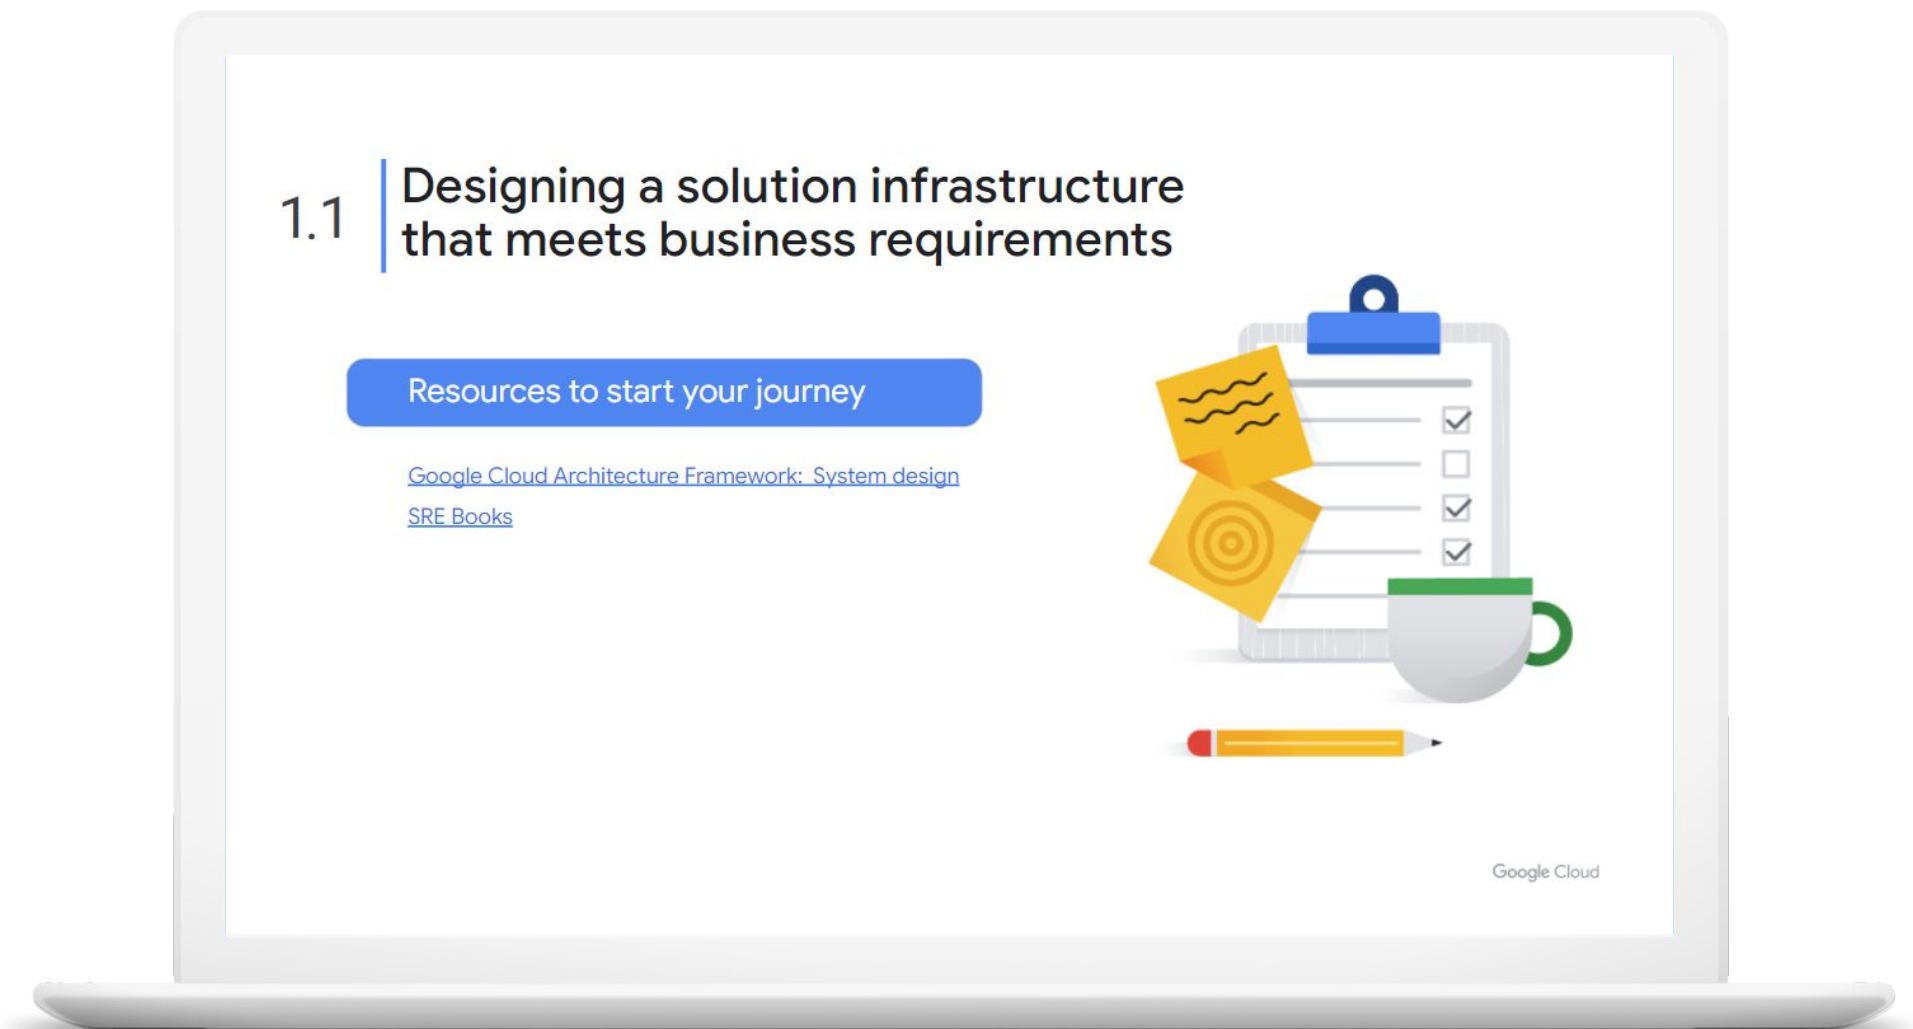 1.1
Designing a solution infrastructure
that meets business requirements
Resources to start your journey
Google Cloud Architecture Framework: System design
SRE Books
Google Cloud